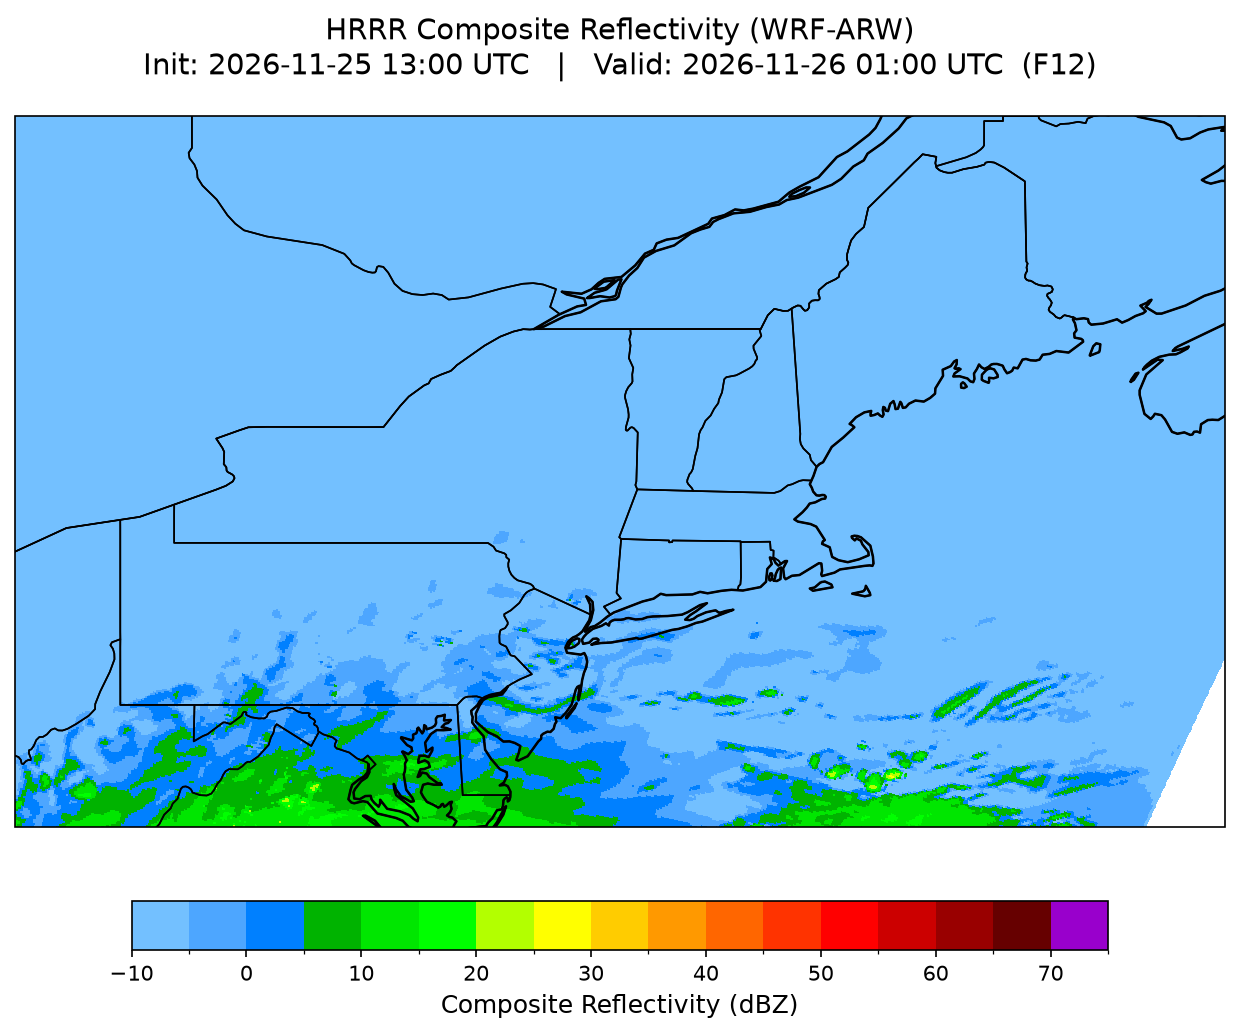 HRRR Composite Reflectivity (WRF-ARW)
Init: 2026-11-25 13:00 UTC   |   Valid: 2026-11-26 01:00 UTC  (F12)
−10 0 10 20 30 40 50 60 70
Composite Reflectivity (dBZ)